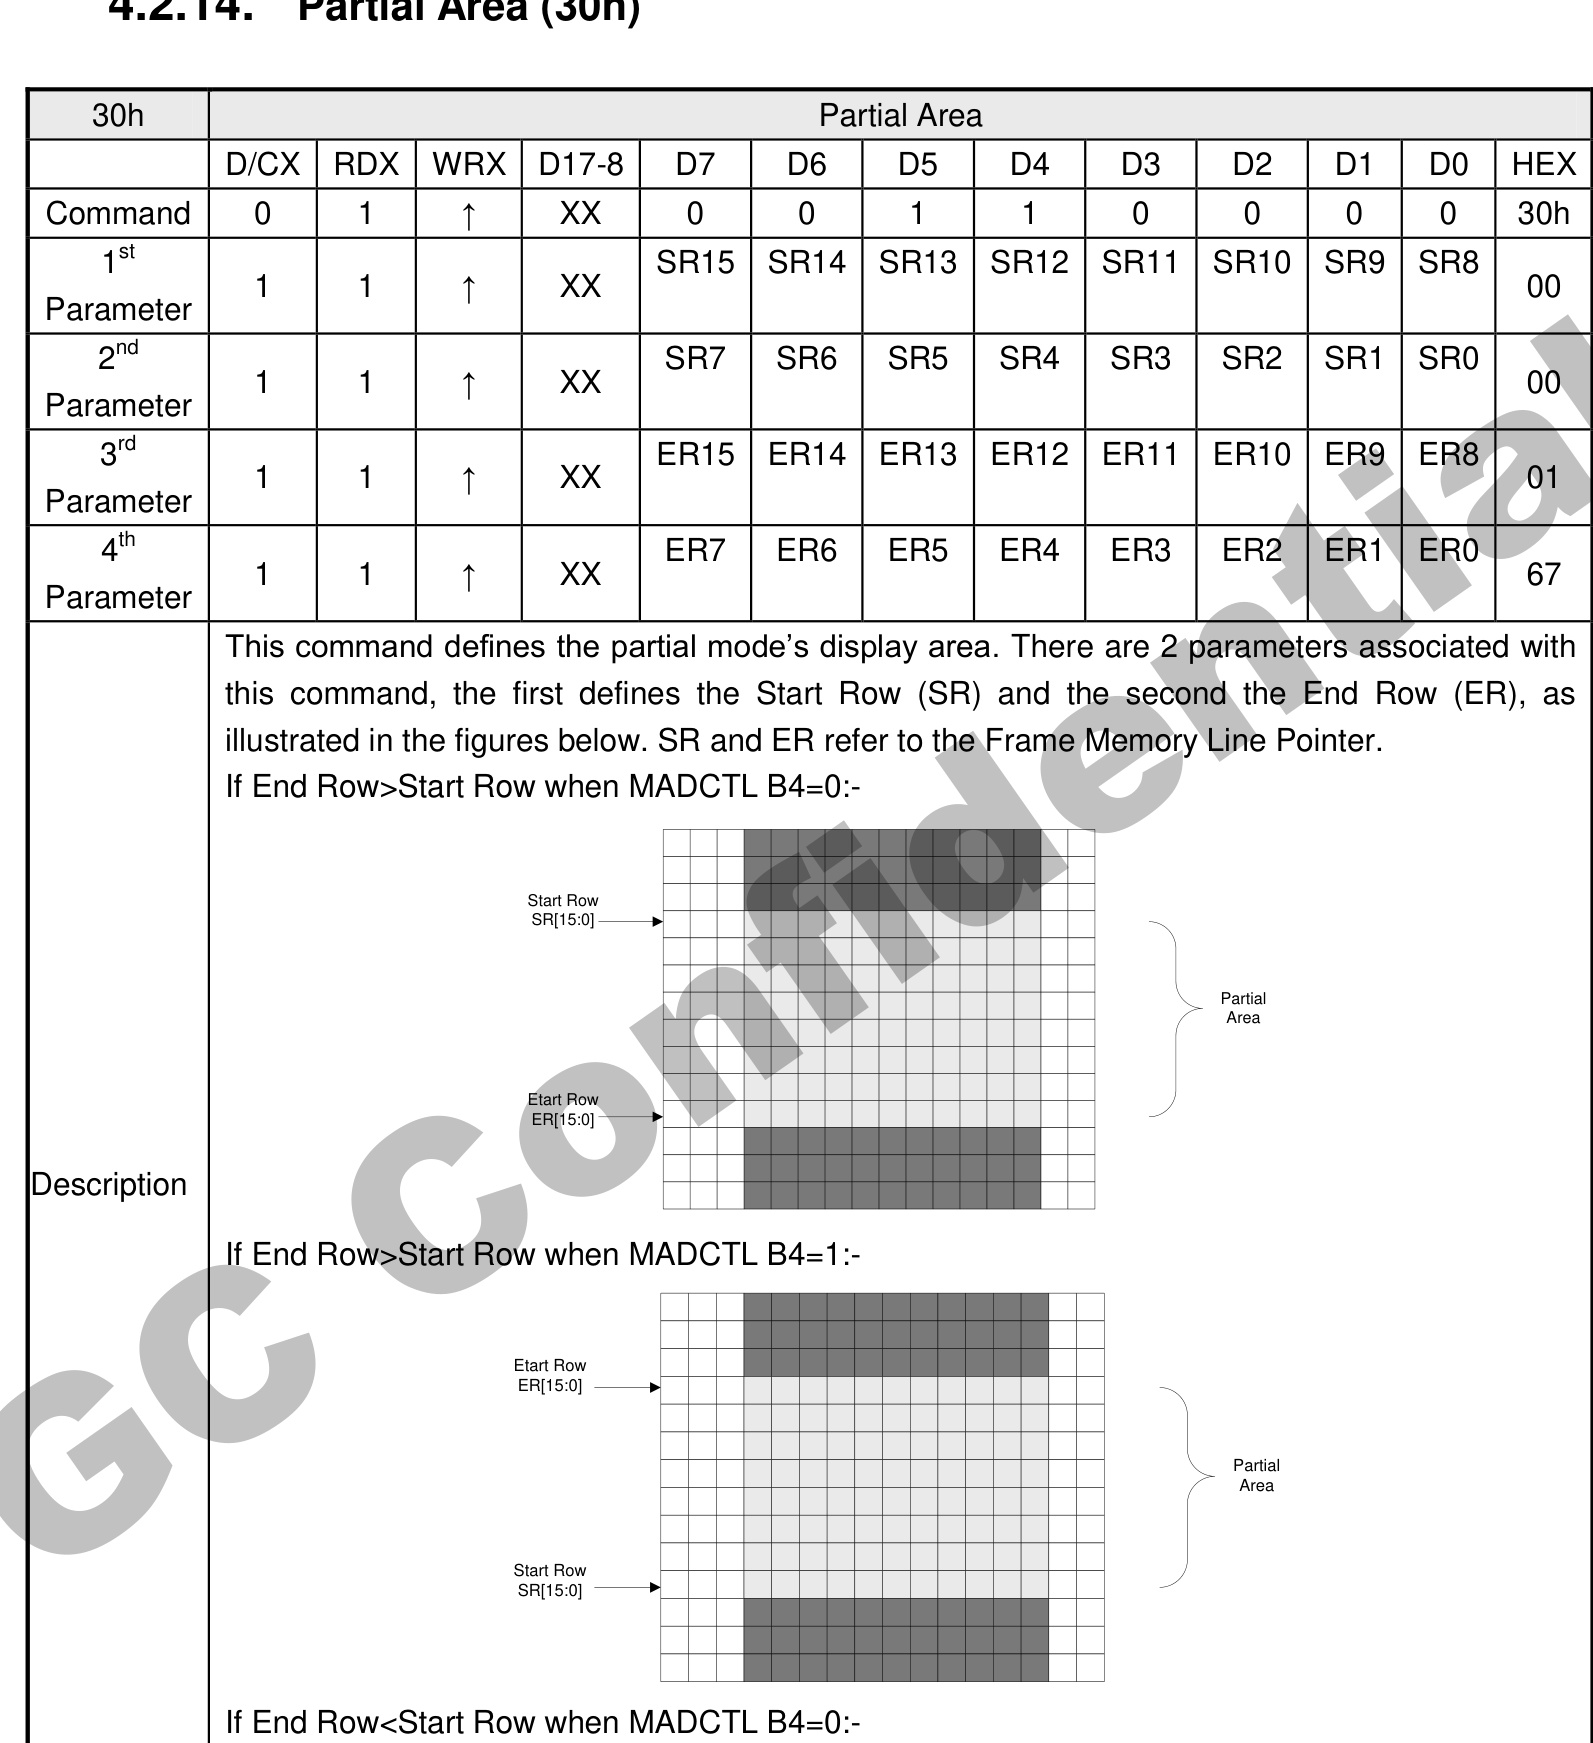 4.2.14. Partial Area (30h)
30h Partial Area
D/CX RDX WRX D17-8 D7 D6 D5 D4 D3 D2 D1 D0 HEX
Command 0 1 ↑ XX 0 0 1 1 0 0 0 0 30h
1st Parameter 1 1 ↑ XX SR15 SR14 SR13 SR12 SR11 SR10 SR9 SR8 00
2nd Parameter 1 1 ↑ XX SR7 SR6 SR5 SR4 SR3 SR2 SR1 SR0 00
3rd Parameter 1 1 ↑ XX ER15 ER14 ER13 ER12 ER11 ER10 ER9 ER8 01
4th Parameter 1 1 ↑ XX ER7 ER6 ER5 ER4 ER3 ER2 ER1 ER0 67
Description
This command defines the partial mode's display area. There are 2 parameters associated with
this command, the first defines the Start Row (SR) and the second the End Row (ER), as
illustrated in the figures below. SR and ER refer to the Frame Memory Line Pointer.
If End Row>Start Row when MADCTL B4=0:-
Start Row
SR[15:0]
Partial
Area
Etart Row
ER[15:0]
If End Row>Start Row when MADCTL B4=1:-
Etart Row
ER[15:0]
Partial
Area
Start Row
SR[15:0]
If End Row<Start Row when MADCTL B4=0:-
GC Confidential